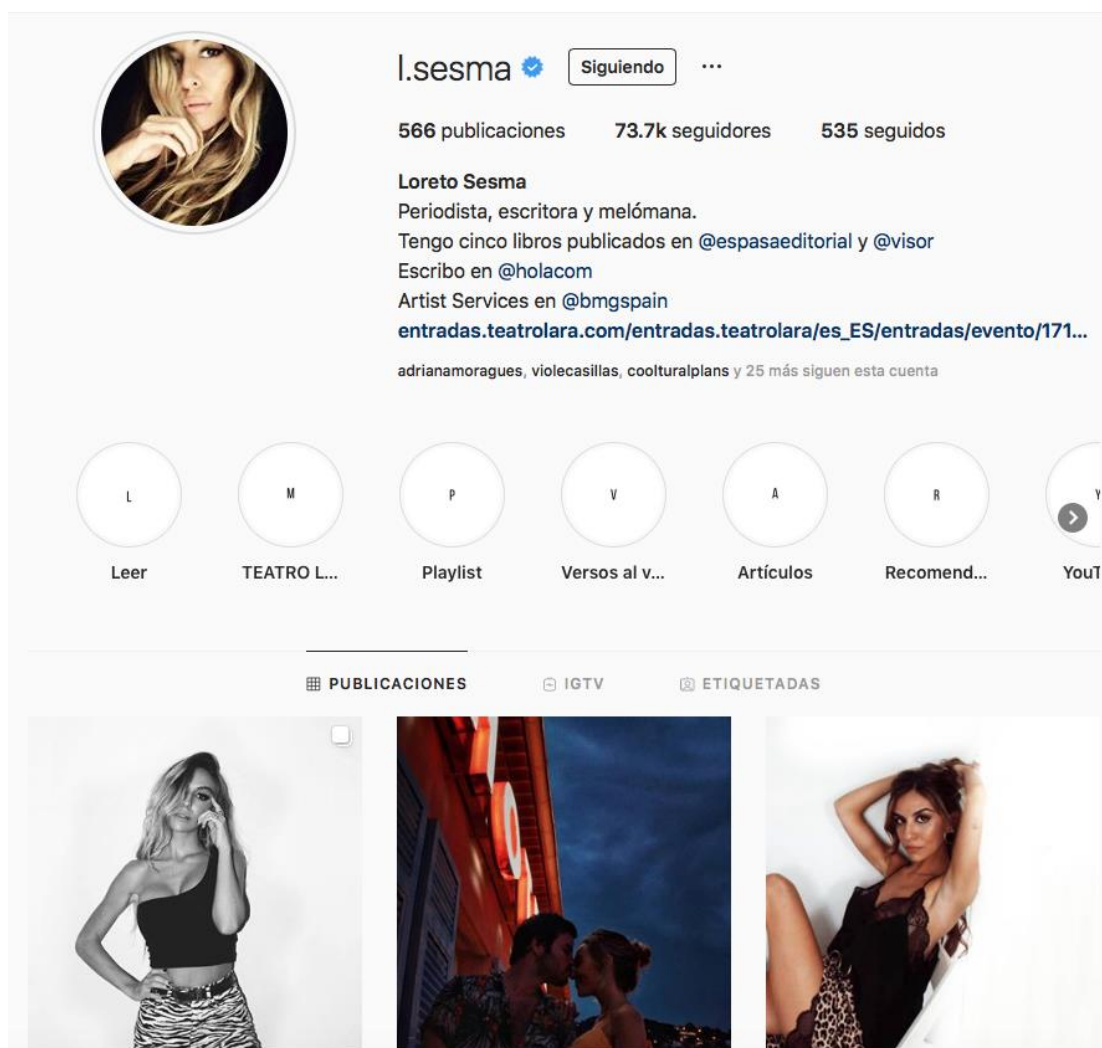 l.sesma Siguiendo
566 publicaciones 73.7k seguidores 535 seguidos
Loreto Sesma
Periodista, escritora y melómana.
Tengo cinco libros publicados en @espasaeditorial y @visor
Escribo en @holacom
Artist Services en @bmgspain
entradas.teatrolara.com/entradas.teatrolara/es_ES/entradas/evento/171...
adrianamoragues, violecasillas, coolturalplans y 25 más siguen esta cuenta
L M P V A R Y
Leer TEATRO L... Playlist Versos al v... Artículos Recomend... YouT
PUBLICACIONES IGTV ETIQUETADAS